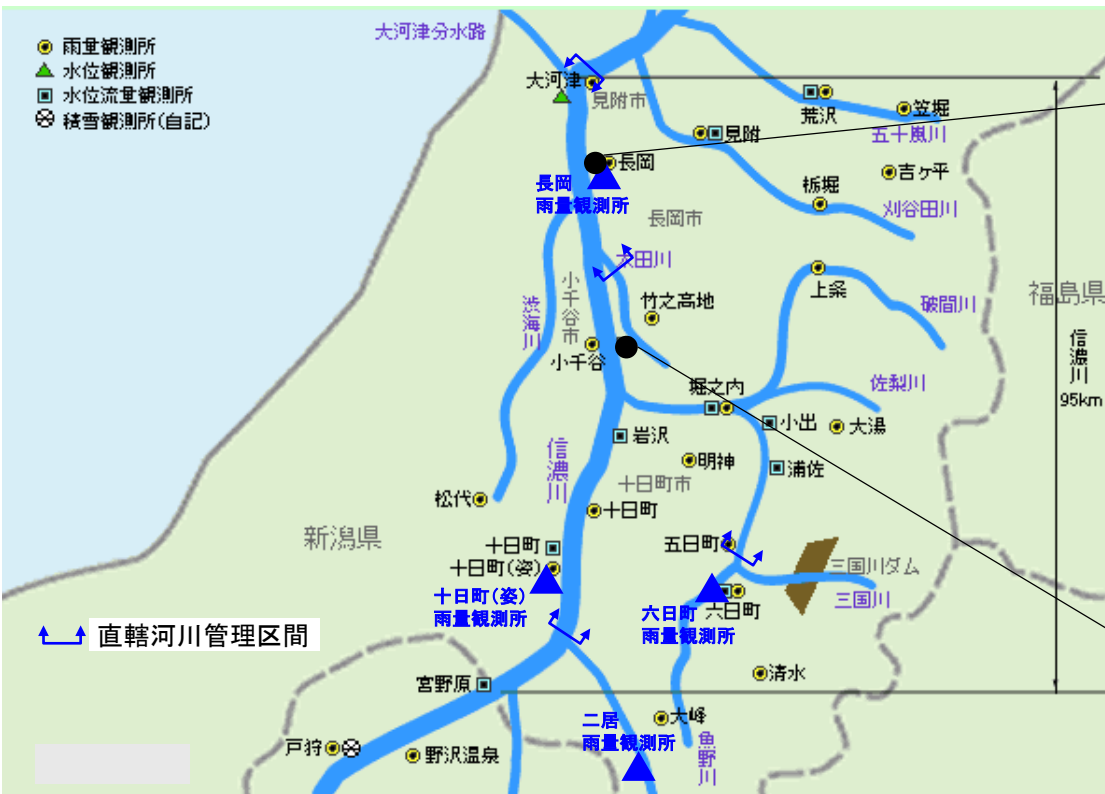 大河津分水路
雨量観測所
水位観測所
水位流量観測所
積雪観測所(自記)
大河津
見附市
荒沢
笠堀
五十嵐川
見附
長岡
吉ヶ平
長岡
雨量観測所
栃堀
刈谷田川
長岡市
太田川
上条
福島県
破間川
小千谷市
竹之高地
渋海川
小千谷
信濃川
95km
堀之内
佐梨川
小出
大湯
岩沢
明神
浦佐
信濃川
十日町市
松代
十日町
新潟県
十日町
五日町
十日町(姿)
三国川ダム
十日町(姿)
雨量観測所
六日町
雨量観測所
六日町
三国川
直轄河川管理区間
清水
宮野原
二居
雨量観測所
大峰
魚野川
戸狩
野沢温泉